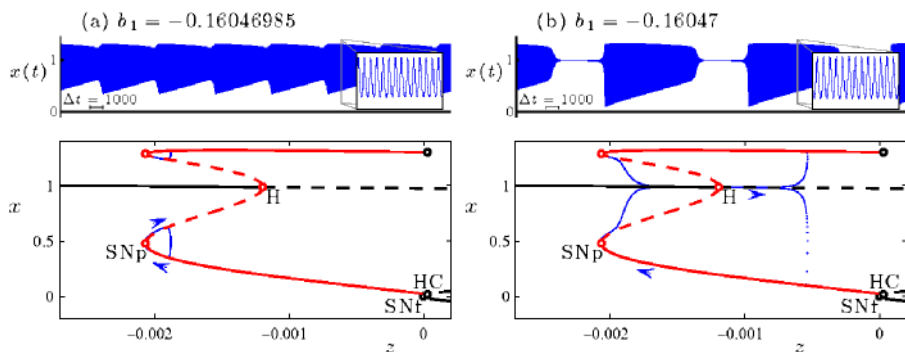 (a) b₁ = −0.16046985
x(t)
1
0
Δt = 1000
x
1
0.5
0
H
SNp
HC
SNf
−0.002
−0.001
0
z
(b) b₁ = −0.16047
x(t)
1
0
Δt = 1000
x
1
0.5
0
H
SNp
HC
SNf
−0.002
−0.001
0
z